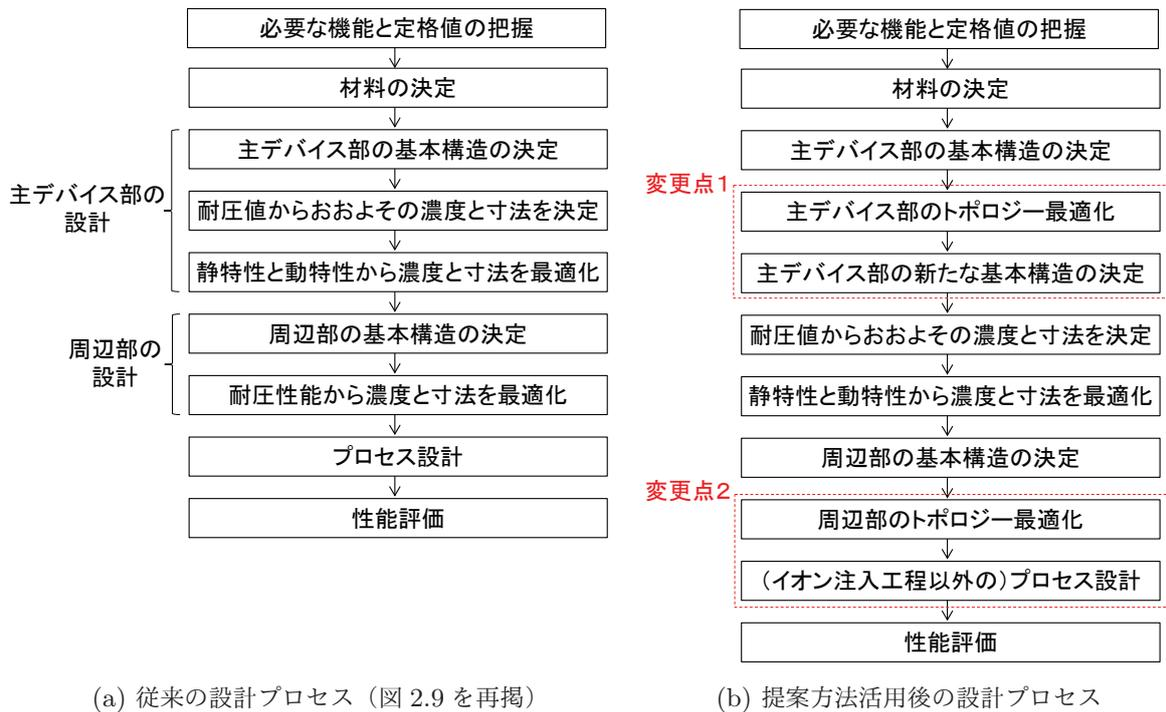 必要な機能と定格値の把握
材料の決定
主デバイス部の基本構造の決定
耐圧値からおおよその濃度と寸法を決定
静特性と動特性から濃度と寸法を最適化
周辺部の基本構造の決定
耐圧性能から濃度と寸法を最適化
プロセス設計
性能評価
主デバイス部の
設計
周辺部の
設計
(a) 従来の設計プロセス（図 2.9 を再掲）
必要な機能と定格値の把握
材料の決定
主デバイス部の基本構造の決定
変更点1
主デバイス部のトポロジー最適化
主デバイス部の新たな基本構造の決定
耐圧値からおおよその濃度と寸法を決定
静特性と動特性から濃度と寸法を最適化
周辺部の基本構造の決定
変更点2
周辺部のトポロジー最適化
（イオン注入工程以外の）プロセス設計
性能評価
(b) 提案方法活用後の設計プロセス